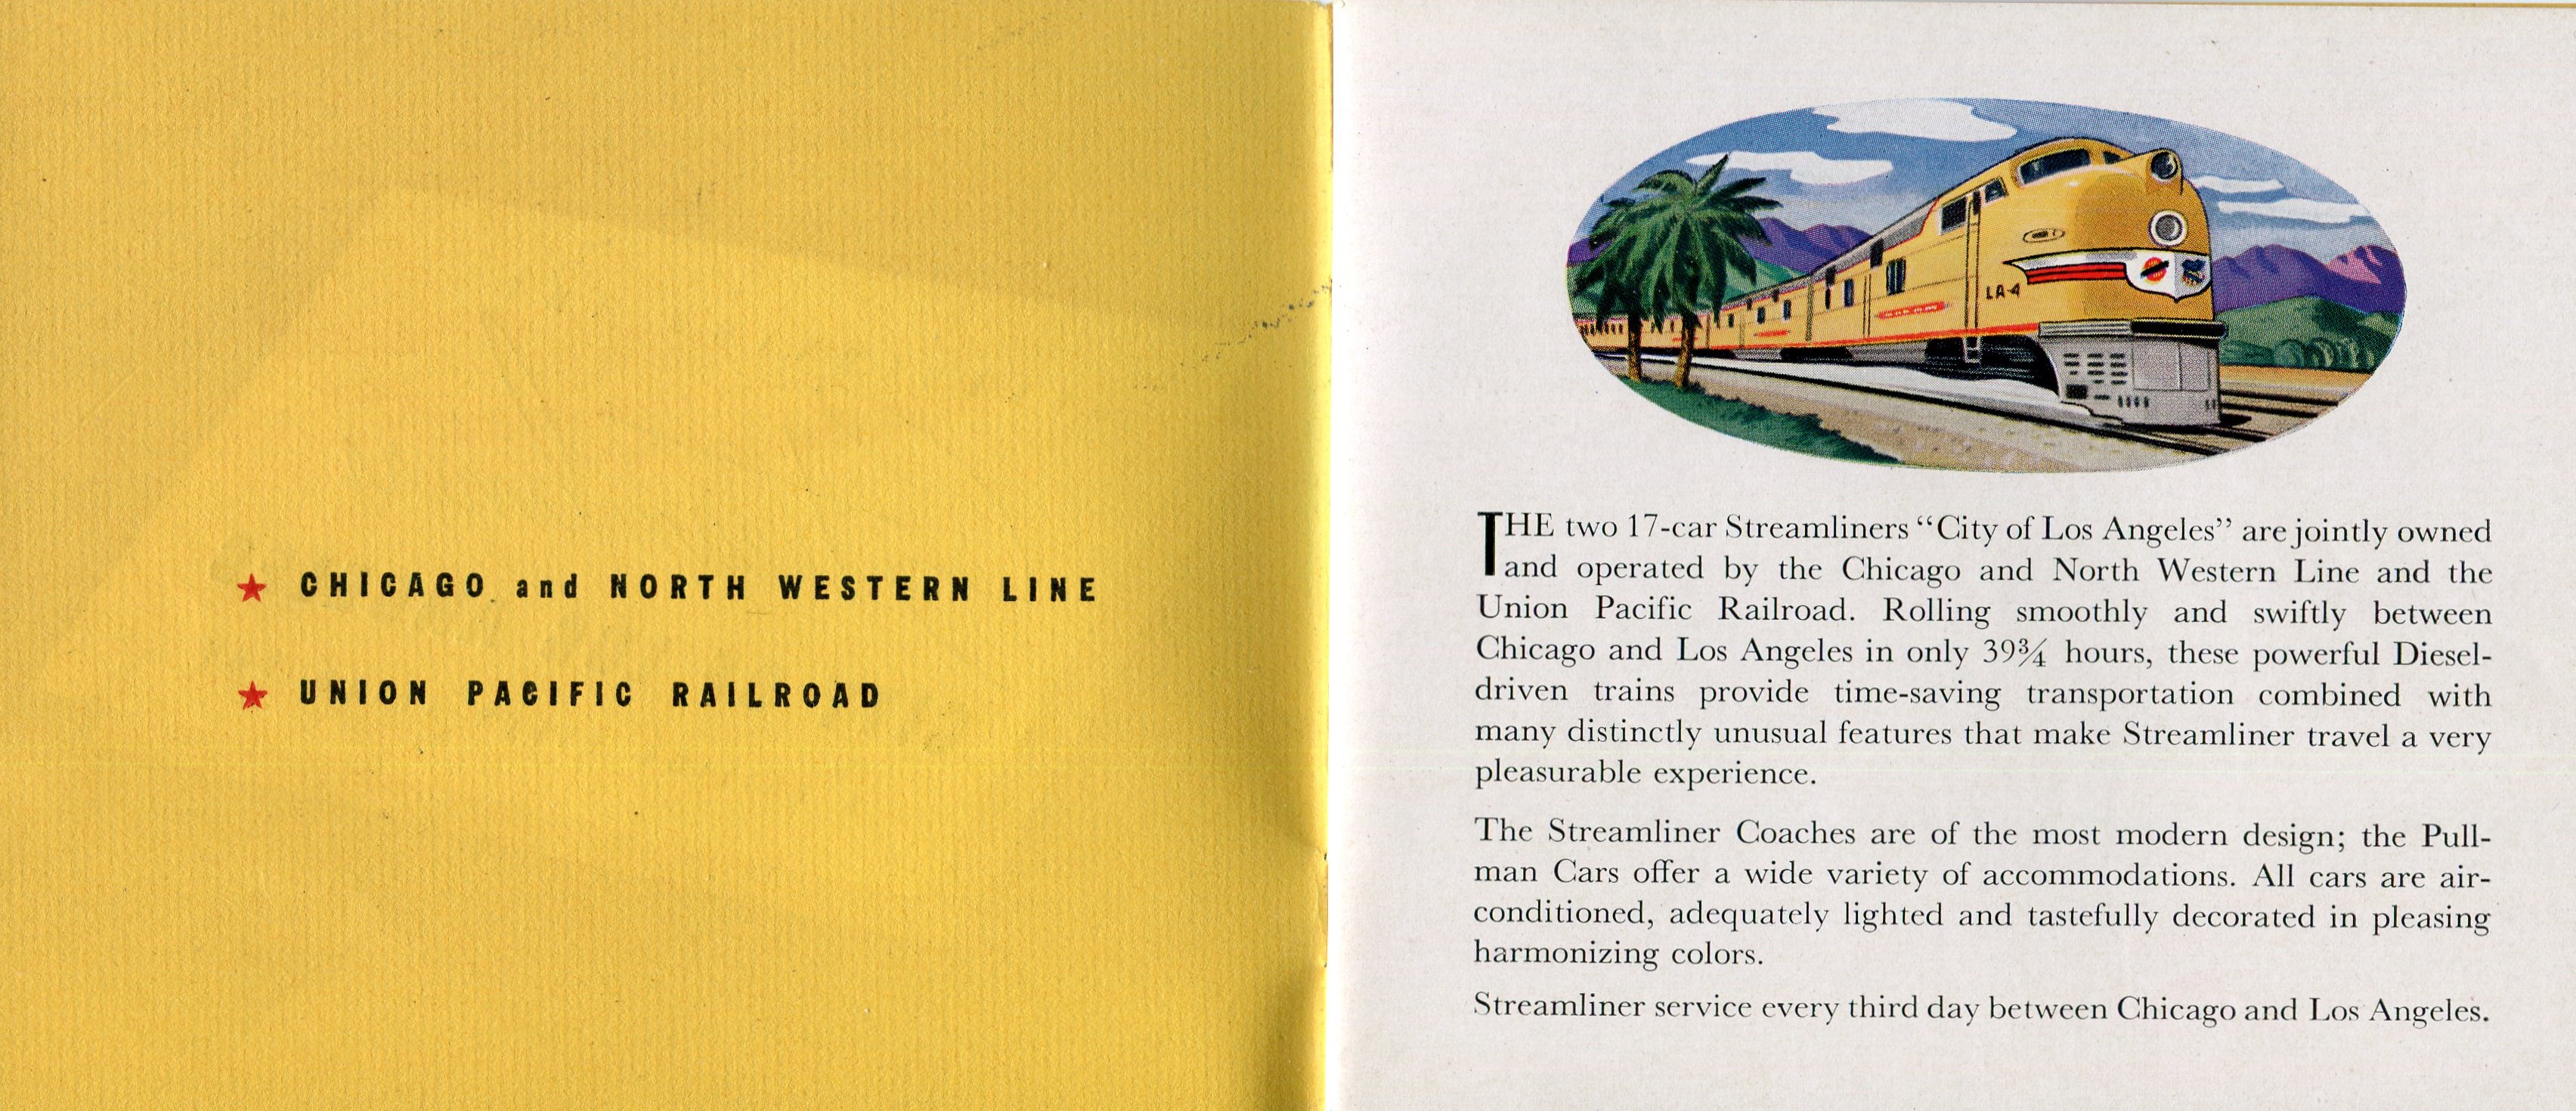 ★ CHICAGO and NORTH WESTERN LINE
★ UNION PACIFIC RAILROAD
LA-4
THE two 17-car Streamliners “City of Los Angeles” are jointly owned
and operated by the Chicago and North Western Line and the
Union Pacific Railroad. Rolling smoothly and swiftly between
Chicago and Los Angeles in only 39¾ hours, these powerful Diesel-
driven trains provide time-saving transportation combined with
many distinctly unusual features that make Streamliner travel a very
pleasurable experience.
The Streamliner Coaches are of the most modern design; the Pull-
man Cars offer a wide variety of accommodations. All cars are air-
conditioned, adequately lighted and tastefully decorated in pleasing
harmonizing colors.
Streamliner service every third day between Chicago and Los Angeles.